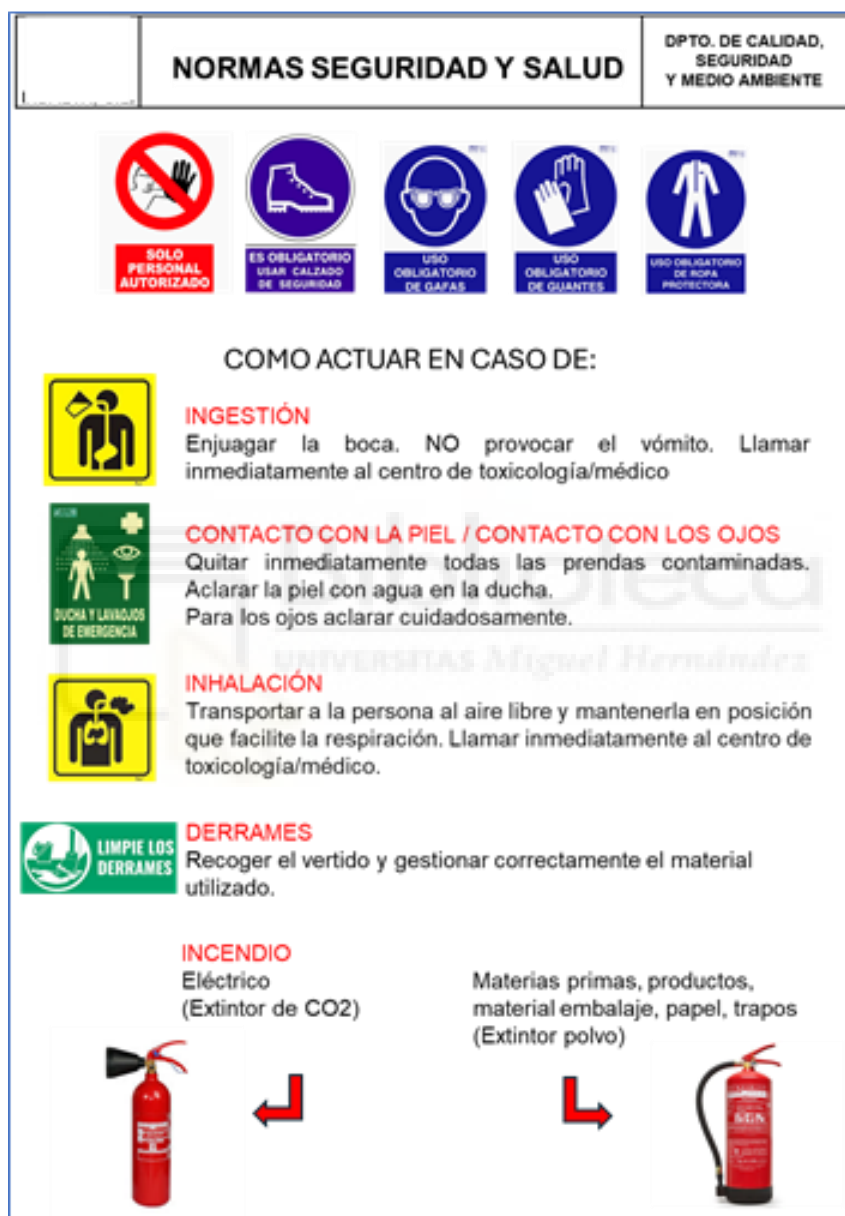 NORMAS SEGURIDAD Y SALUD
DPTO. DE CALIDAD,
SEGURIDAD
Y MEDIO AMBIENTE
SOLO
PERSONAL
AUTORIZADO
ES OBLIGATORIO
USAR CALZADO
DE SEGURIDAD
USO
OBLIGATORIO
DE GAFAS
USO
OBLIGATORIO
DE GUANTES
USO OBLIGATORIO
DE ROPA
PROTECTORA
COMO ACTUAR EN CASO DE:
INGESTIÓN
Enjuagar la boca. NO provocar el vómito. Llamar
inmediatamente al centro de toxicología/médico
CONTACTO CON LA PIEL / CONTACTO CON LOS OJOS
Quitar inmediatamente todas las prendas contaminadas.
Aclarar la piel con agua en la ducha.
Para los ojos aclarar cuidadosamente.
DUCHA Y LAVAOJOS
DE EMERGENCIA
Biblioteca
UNIVERSITAS Miguel Hernández
INHALACIÓN
Transportar a la persona al aire libre y mantenerla en posición
que facilite la respiración. Llamar inmediatamente al centro de
toxicología/médico.
LIMPIE LOS
DERRAMES
DERRAMES
Recoger el vertido y gestionar correctamente el material
utilizado.
INCENDIO
Eléctrico
(Extintor de CO2)
Materias primas, productos,
material embalaje, papel, trapos
(Extintor polvo)